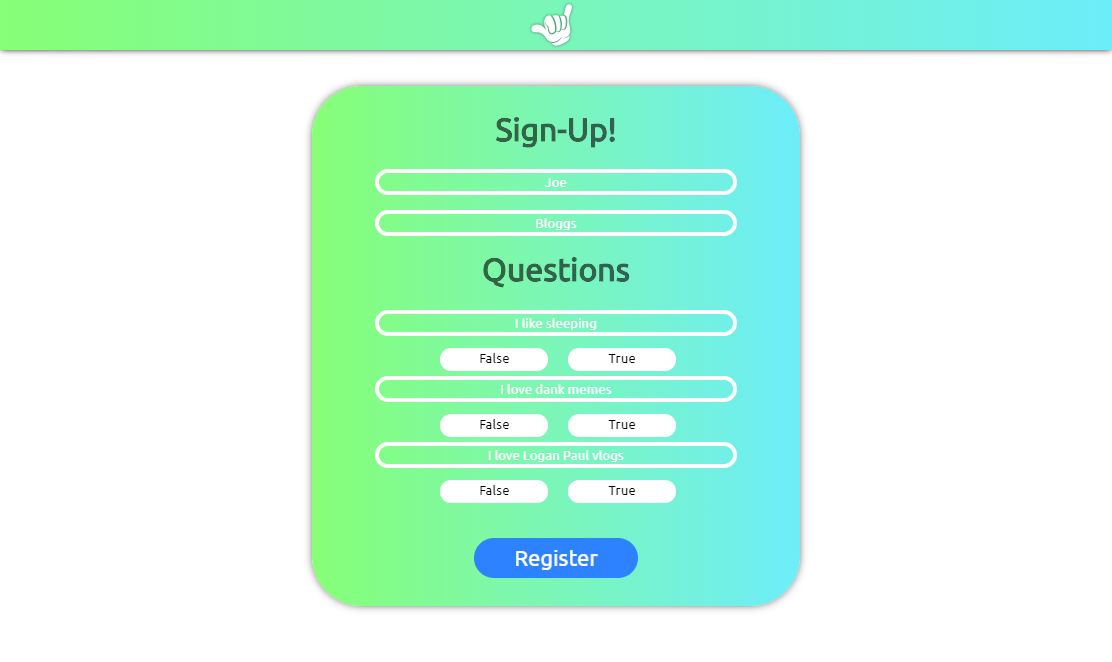 Sign-Up!
Joe
Bloggs
Questions
I like sleeping
False True
I love dank memes
False True
I love Logan Paul vlogs
False True
Register